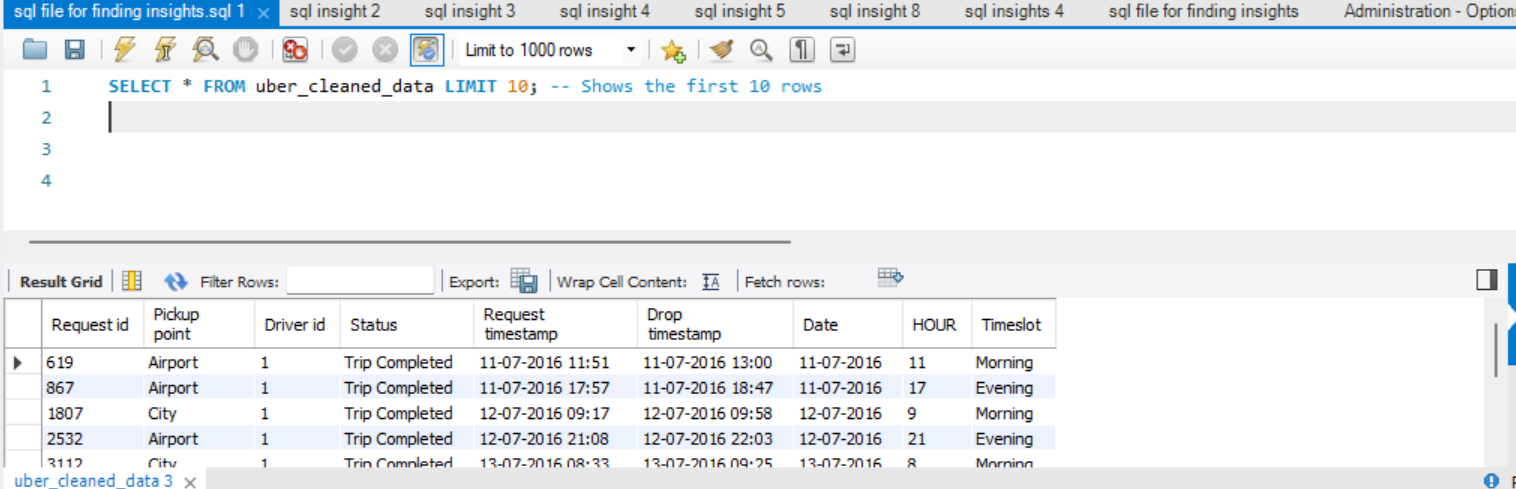 sql file for finding insights.sql 1 sql insight 2 sql insight 3 sql insight 4 sql insight 5 sql insight 8 sql insights 4 sql file for finding insights Administration - Option
Limit to 1000 rows
1 SELECT * FROM uber_cleaned_data LIMIT 10; -- Shows the first 10 rows
2
3
4
Result Grid Filter Rows: Export: Wrap Cell Content: Fetch rows:
Request id Pickup point Driver id Status Request timestamp Drop timestamp Date HOUR Timeslot
619 Airport 1 Trip Completed 11-07-2016 11:51 11-07-2016 13:00 11-07-2016 11 Morning
867 Airport 1 Trip Completed 11-07-2016 17:57 11-07-2016 18:47 11-07-2016 17 Evening
1807 City 1 Trip Completed 12-07-2016 09:17 12-07-2016 09:58 12-07-2016 9 Morning
2532 Airport 1 Trip Completed 12-07-2016 21:08 12-07-2016 22:03 12-07-2016 21 Evening
3112 City 1 Trip Completed 13-07-2016 08:33 13-07-2016 09:25 13-07-2016 8 Morning
uber_cleaned_data 3